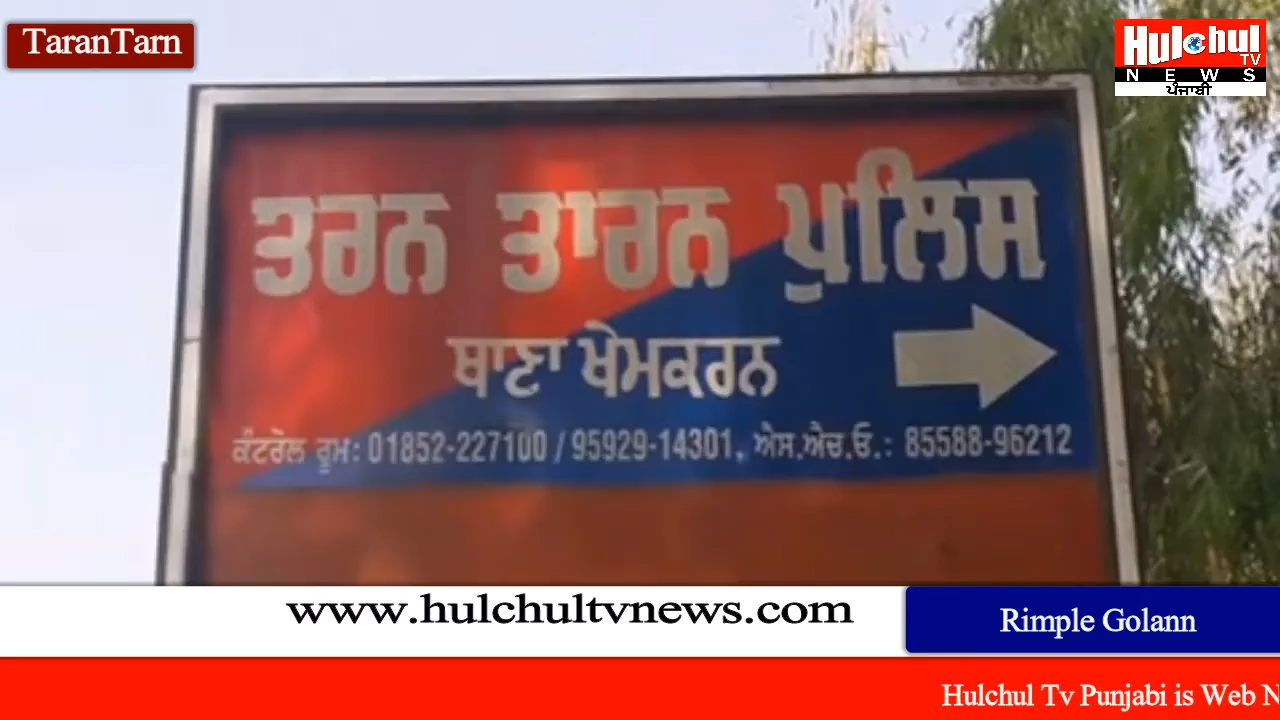 TaranTarn
Hulchul
TV
NEWS
ਪੰਜਾਬੀ
ਤਰਨ ਤਾਰਨ ਪੁਲਿਸ
ਥਾਣਾ ਖੇਮਕਰਨ
ਕੰਟਰੋਲ ਰੂਮ: 01852-227100 / 95929-14301, ਐਸ.ਐਚ.ਓ.: 85588-96212
www.hulchultvnews.com
Rimple Golann
Hulchul Tv Punjabi is Web N